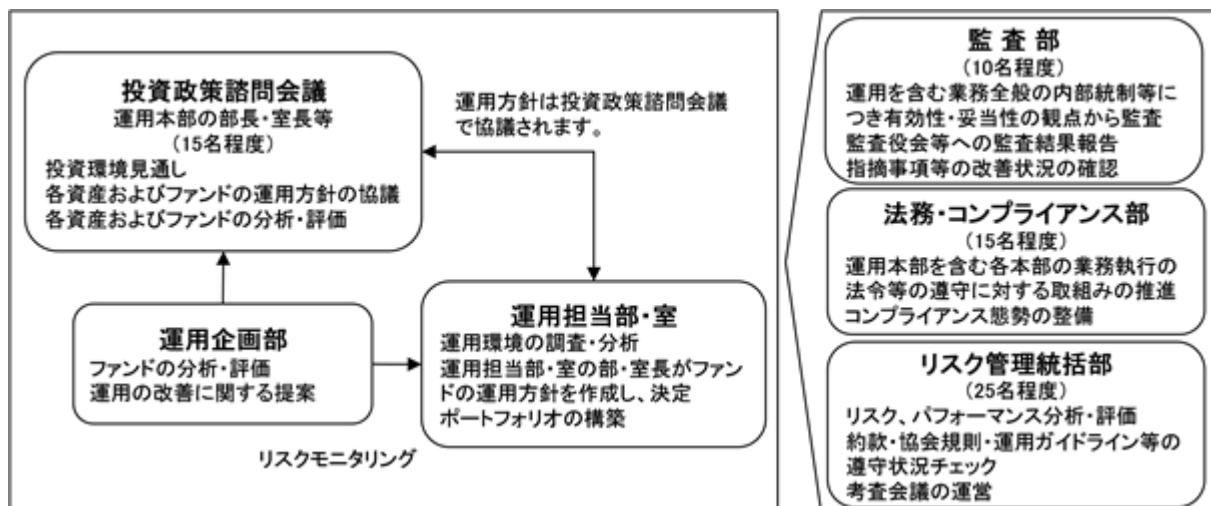 投資政策諮問会議
運用本部の部長・室長等
(15名程度)
投資環境見通し
各資産およびファンドの運用方針の協議
各資産およびファンドの分析・評価
運用方針は投資政策諮問会議
で協議されます。
運用企画部
ファンドの分析・評価
運用の改善に関する提案
運用担当部・室
運用環境の調査・分析
運用担当部・室の部・室長がファン
ドの運用方針を作成し、決定
ポートフォリオの構築
リスクモニタリング
監 査 部
(10名程度)
運用を含む業務全般の内部統制等に
つき有効性・妥当性の観点から監査
監査役会等への監査結果報告
指摘事項等の改善状況の確認
法務・コンプライアンス部
(15名程度)
運用本部を含む各本部の業務執行の
法令等の遵守に対する取組みの推進
コンプライアンス態勢の整備
リスク管理統括部
(25名程度)
リスク、パフォーマンス分析・評価
約款・協会規則・運用ガイドライン等の
遵守状況チェック
考査会議の運営